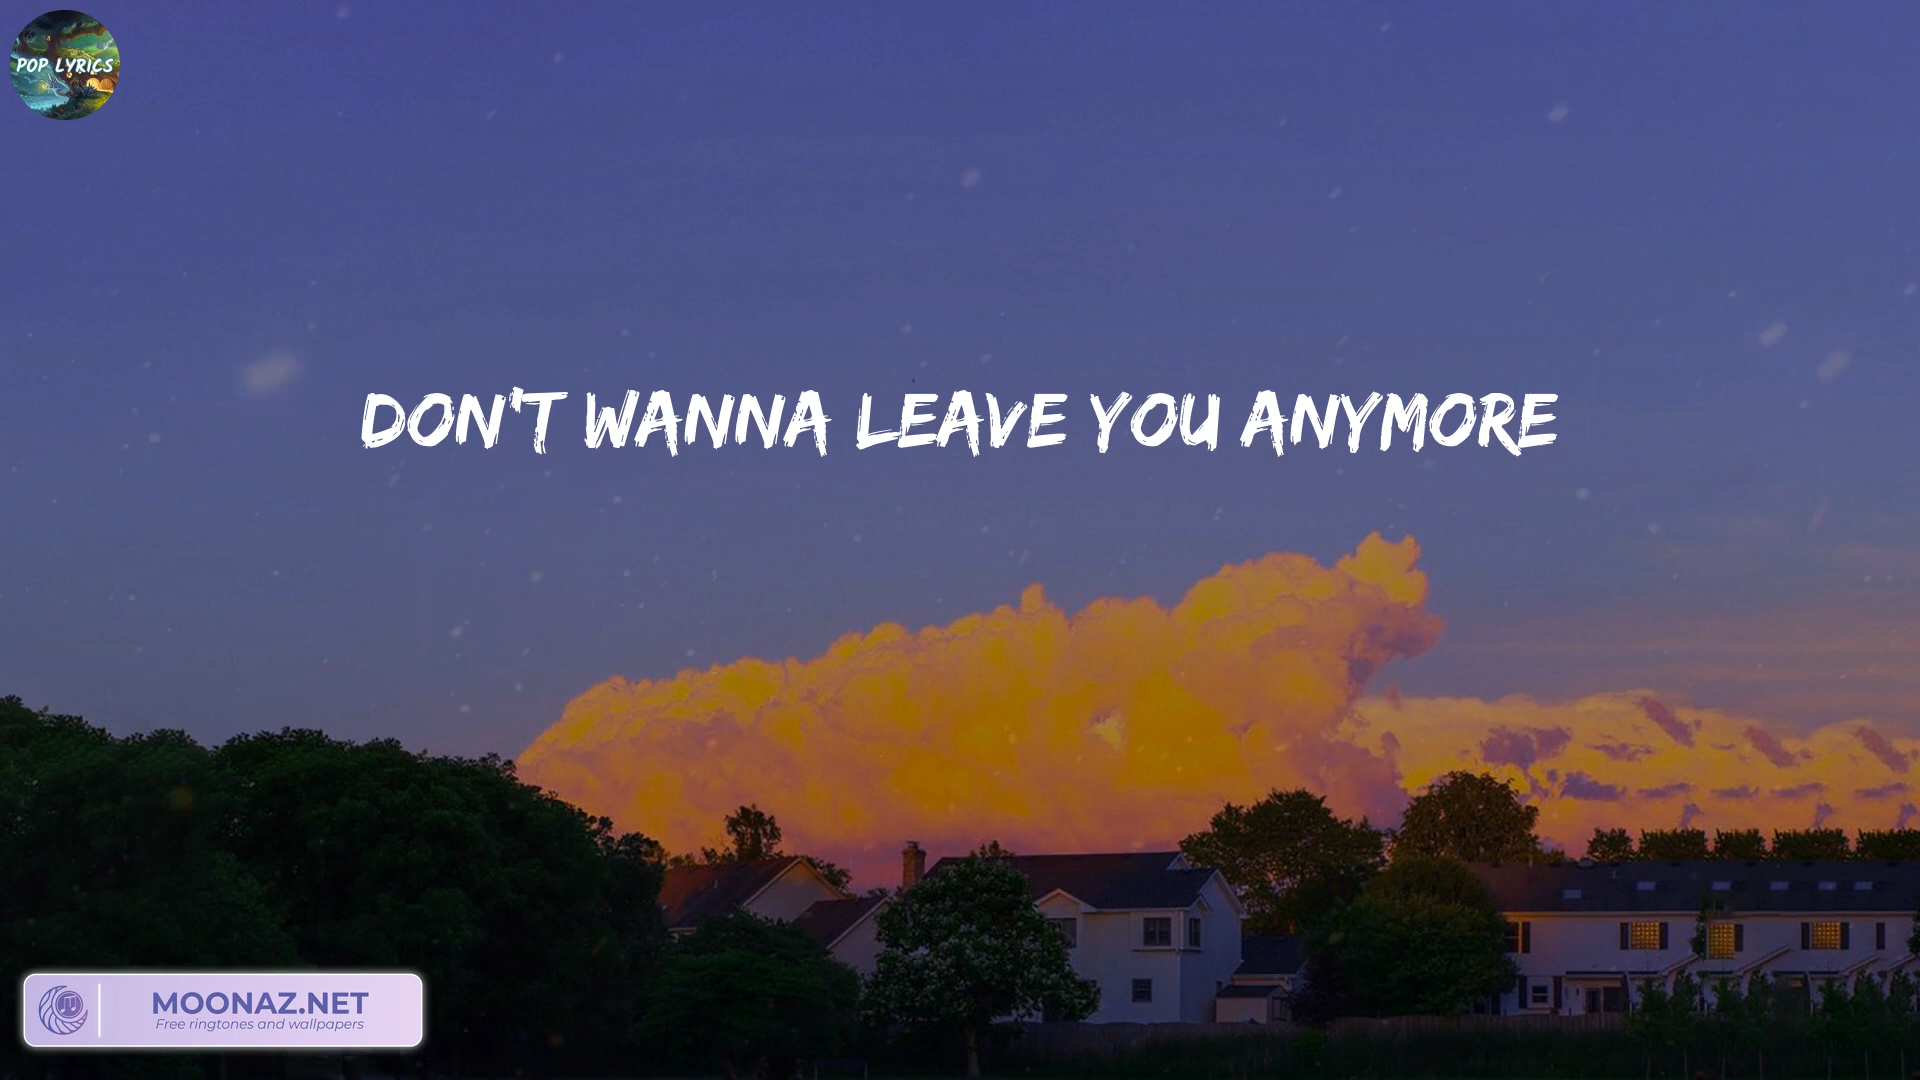 POP LYRICS
DON'T WANNA LEAVE YOU ANYMORE
MOONAZ.NET
Free ringtones and wallpapers